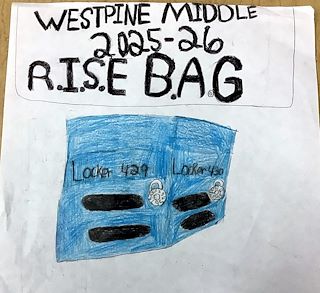 WESTPINE MIDDLE
2025-26
R.I.S.E B.A.G
Locker 429 Locker 430